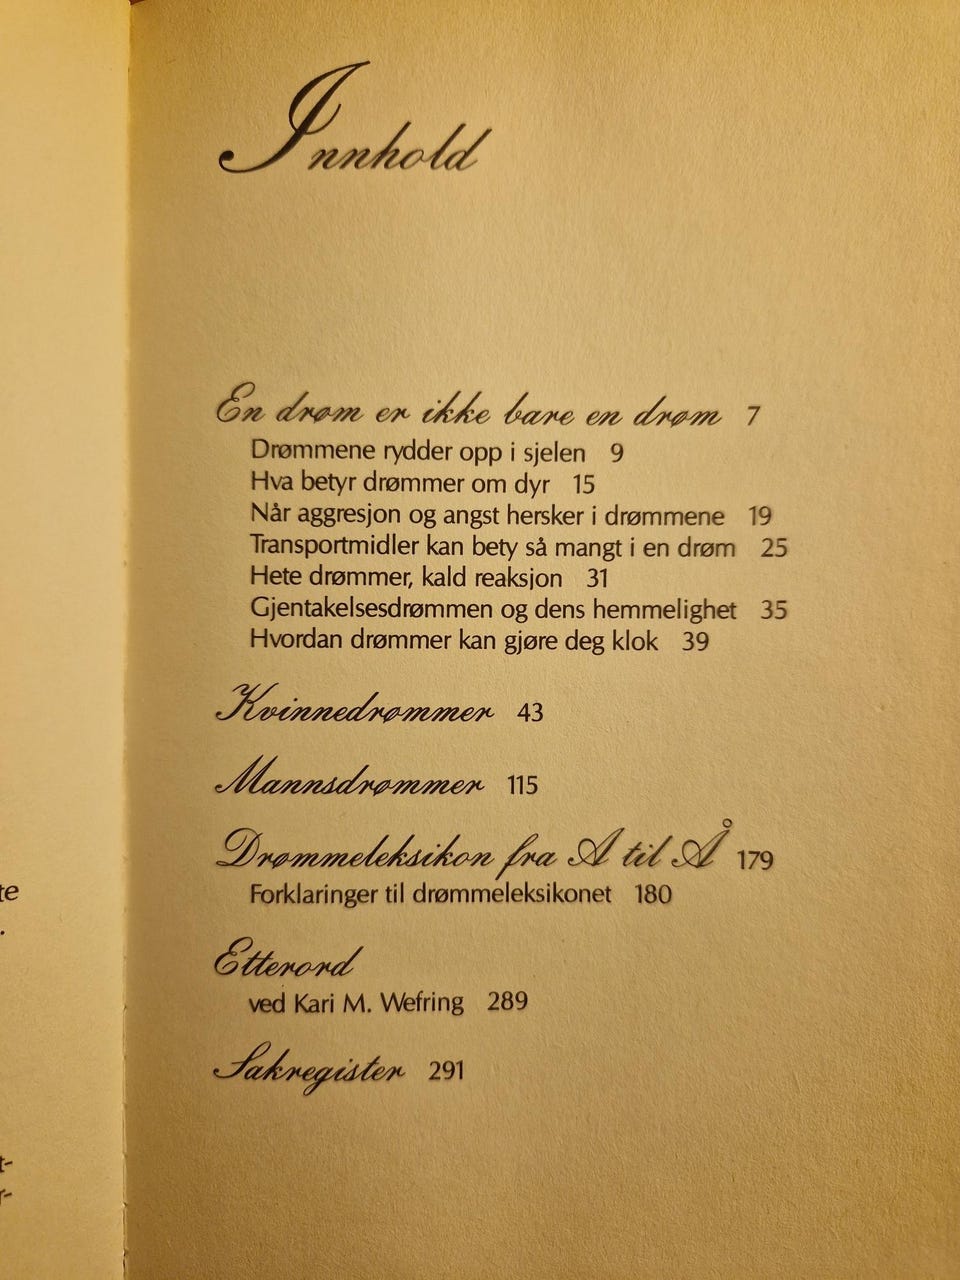 Innhold
En drøm er ikke bare en drøm 7
Drømmene rydder opp i sjelen 9
Hva betyr drømmer om dyr 15
Når aggresjon og angst hersker i drømmene 19
Transportmidler kan bety så mangt i en drøm 25
Hete drømmer, kald reaksjon 31
Gjentakelsesdrømmen og dens hemmelighet 35
Hvordan drømmer kan gjøre deg klok 39
Kvinnedrømmer 43
Mannsdrømmer 115
Drømmeleksikon fra A til Å 179
Forklaringer til drømmeleksikonet 180
Etterord
ved Kari M. Wefring 289
Sakregister 291